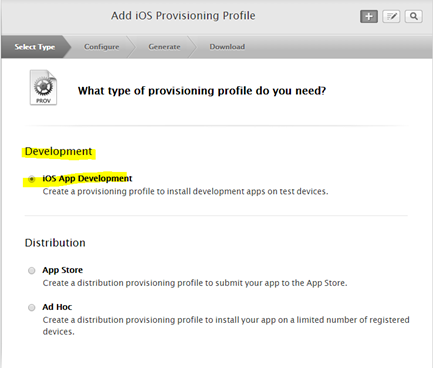 Add iOS Provisioning Profile
Select Type
Configure
Generate
Download
PROV
What type of provisioning profile do you need?
Development
iOS App Development
Create a provisioning profile to install development apps on test devices.
Distribution
App Store
Create a distribution provisioning profile to submit your app to the App Store.
Ad Hoc
Create a distribution provisioning profile to install your app on a limited number of registered
devices.